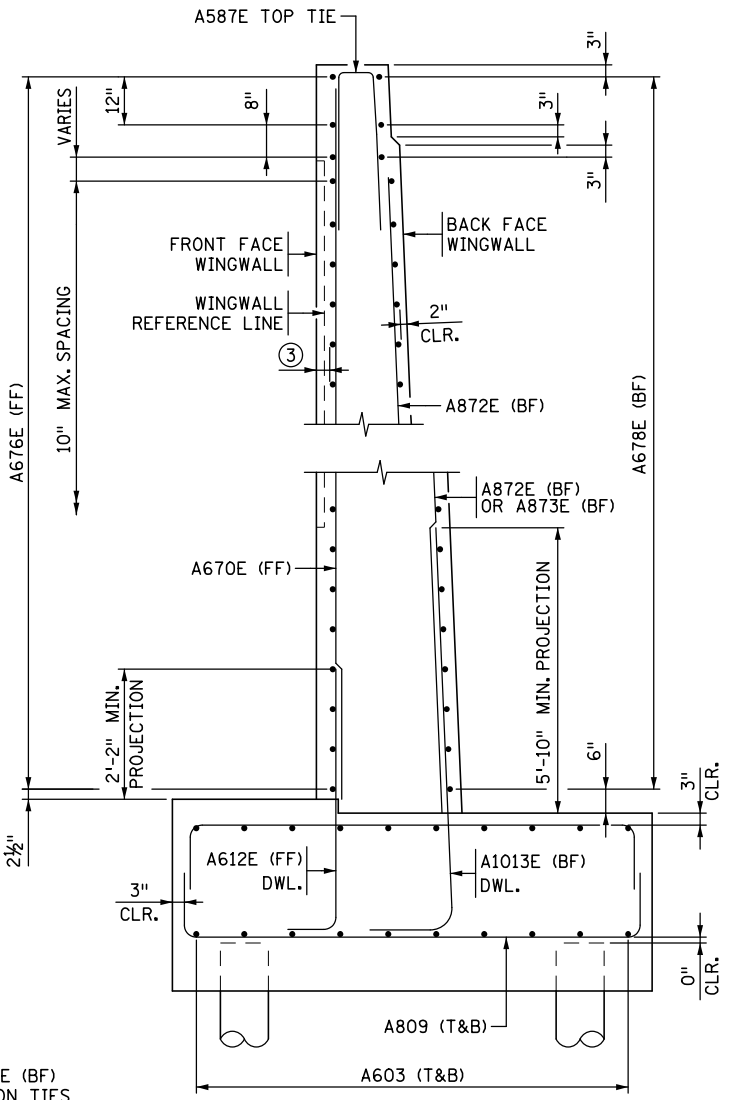 A587E TOP TIE
3"
12"
8"
3"
VARIES
3"
FRONT FACE
WINGWALL
BACK FACE
WINGWALL
WINGWALL
REFERENCE LINE
2"
CLR.
3
10" MAX. SPACING
A676E (FF)
A678E (BF)
A872E (BF)
A872E (BF)
OR A873E (BF)
A670E (FF)
2'-2" MIN.
PROJECTION
5'-10" MIN. PROJECTION
6"
3"
CLR.
2½"
A612E (FF)
DWL.
A1013E (BF)
DWL.
3"
CLR.
0"
CLR.
A809 (T&B)
A603 (T&B)
E (BF)
ON TIES